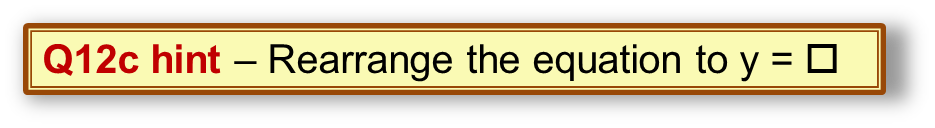 Q12c hint – Rearrange the equation to y = □